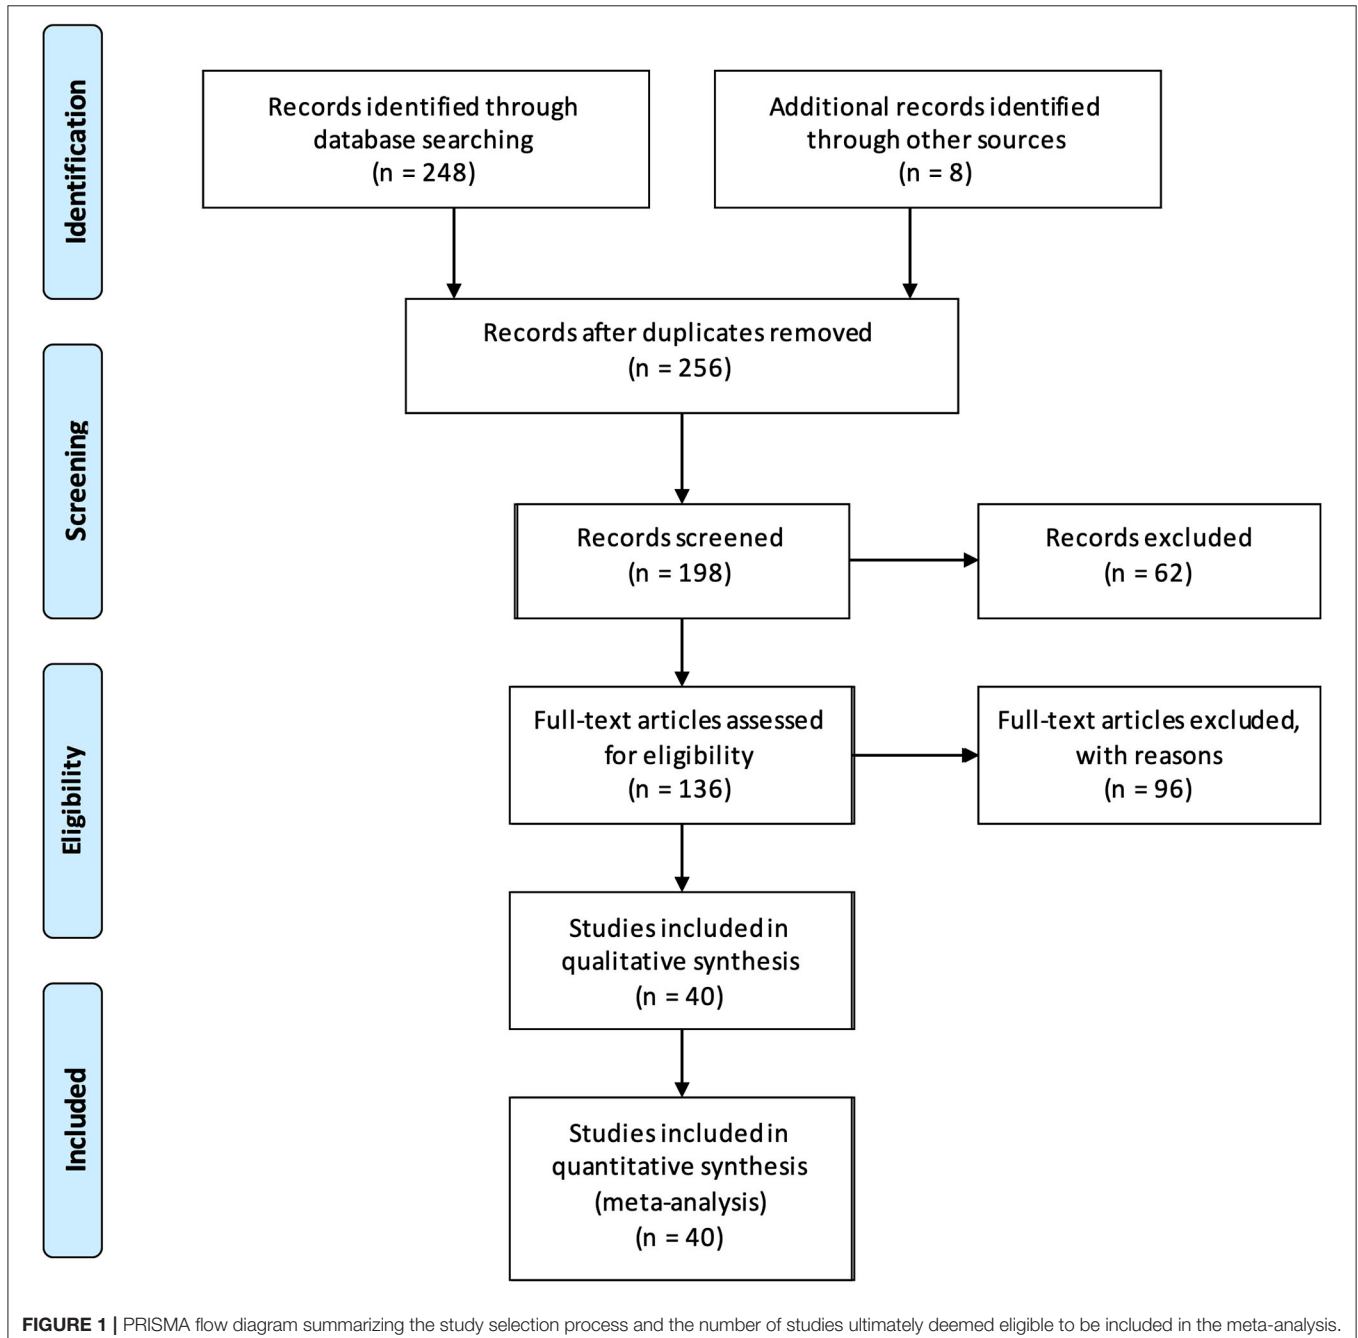 Identification
Records identified through
database searching
(n = 248)
Additional records identified
through other sources
(n = 8)
Records after duplicates removed
(n = 256)
Screening
Records screened
(n = 198)
Records excluded
(n = 62)
Eligibility
Full-text articles assessed
for eligibility
(n = 136)
Full-text articles excluded,
with reasons
(n = 96)
Studies included in
qualitative synthesis
(n = 40)
Included
Studies included in
quantitative synthesis
(meta-analysis)
(n = 40)
FIGURE 1 | PRISMA flow diagram summarizing the study selection process and the number of studies ultimately deemed eligible to be included in the meta-analysis.